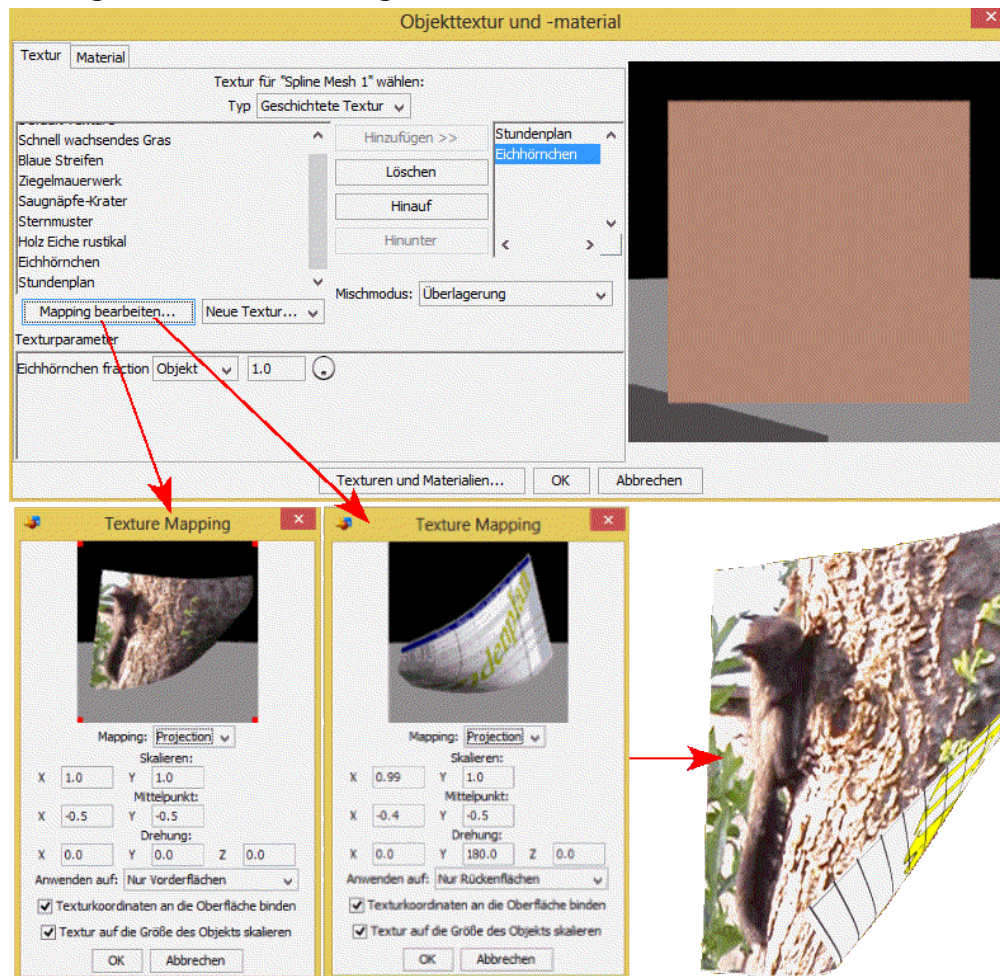 Objekttextur und -material
Textur Material
Textur für "Spline Mesh 1" wählen:
Typ Geschichtete Textur
Schnell wachsendes Gras
Blaue Streifen
Ziegelmauerwerk
Saugnäpfe-Krater
Sternmuster
Holz Eiche rustikal
Eichhörnchen
Stundenplan
Hinzufügen >>
Löschen
Hinauf
Hinunter
Stundenplan
Eichhörnchen
Mapping bearbeiten... Neue Textur...
Mischmodus: Überlagerung
Texturparameter
Eichhörnchen fraction Objekt 1.0
Texturen und Materialien... OK Abbrechen
Texture Mapping
Mapping: Projection
Skalieren:
X 1.0 Y 1.0
Mittelpunkt:
X -0.5 Y -0.5
Drehung:
X 0.0 Y 0.0 Z 0.0
Anwenden auf: Nur Vorderflächen
Texturkoordinaten an die Oberfläche binden
Textur auf die Größe des Objekts skalieren
OK Abbrechen
Texture Mapping
Mapping: Projection
Skalieren:
X 0.99 Y 1.0
Mittelpunkt:
X -0.4 Y -0.5
Drehung:
X 0.0 Y 180.0 Z 0.0
Anwenden auf: Nur Rückenflächen
Texturkoordinaten an die Oberfläche binden
Textur auf die Größe des Objekts skalieren
OK Abbrechen